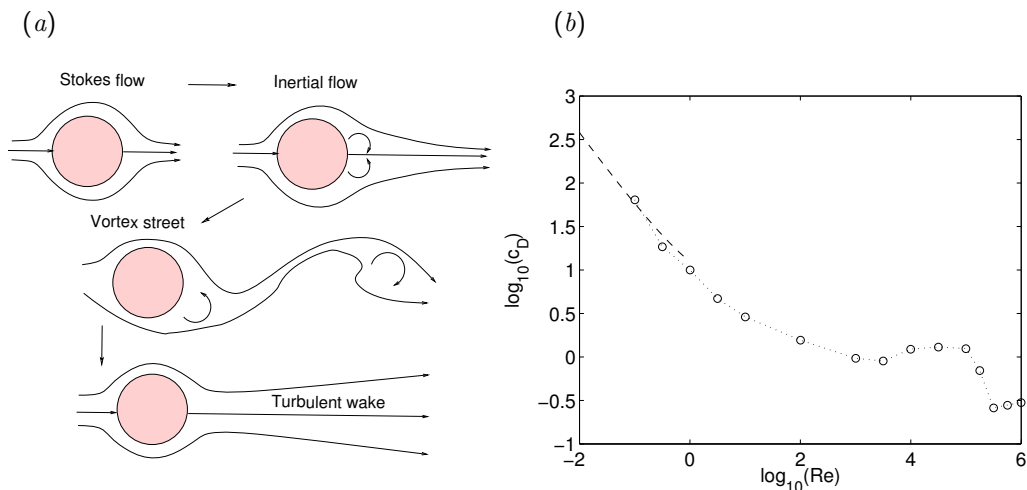 (a)
Stokes flow
Inertial flow
Vortex street
Turbulent wake
(b)
3
2.5
2
1.5
1
0.5
0
−0.5
−1
−2
0
2
4
6
log10(cD)
log10(Re)